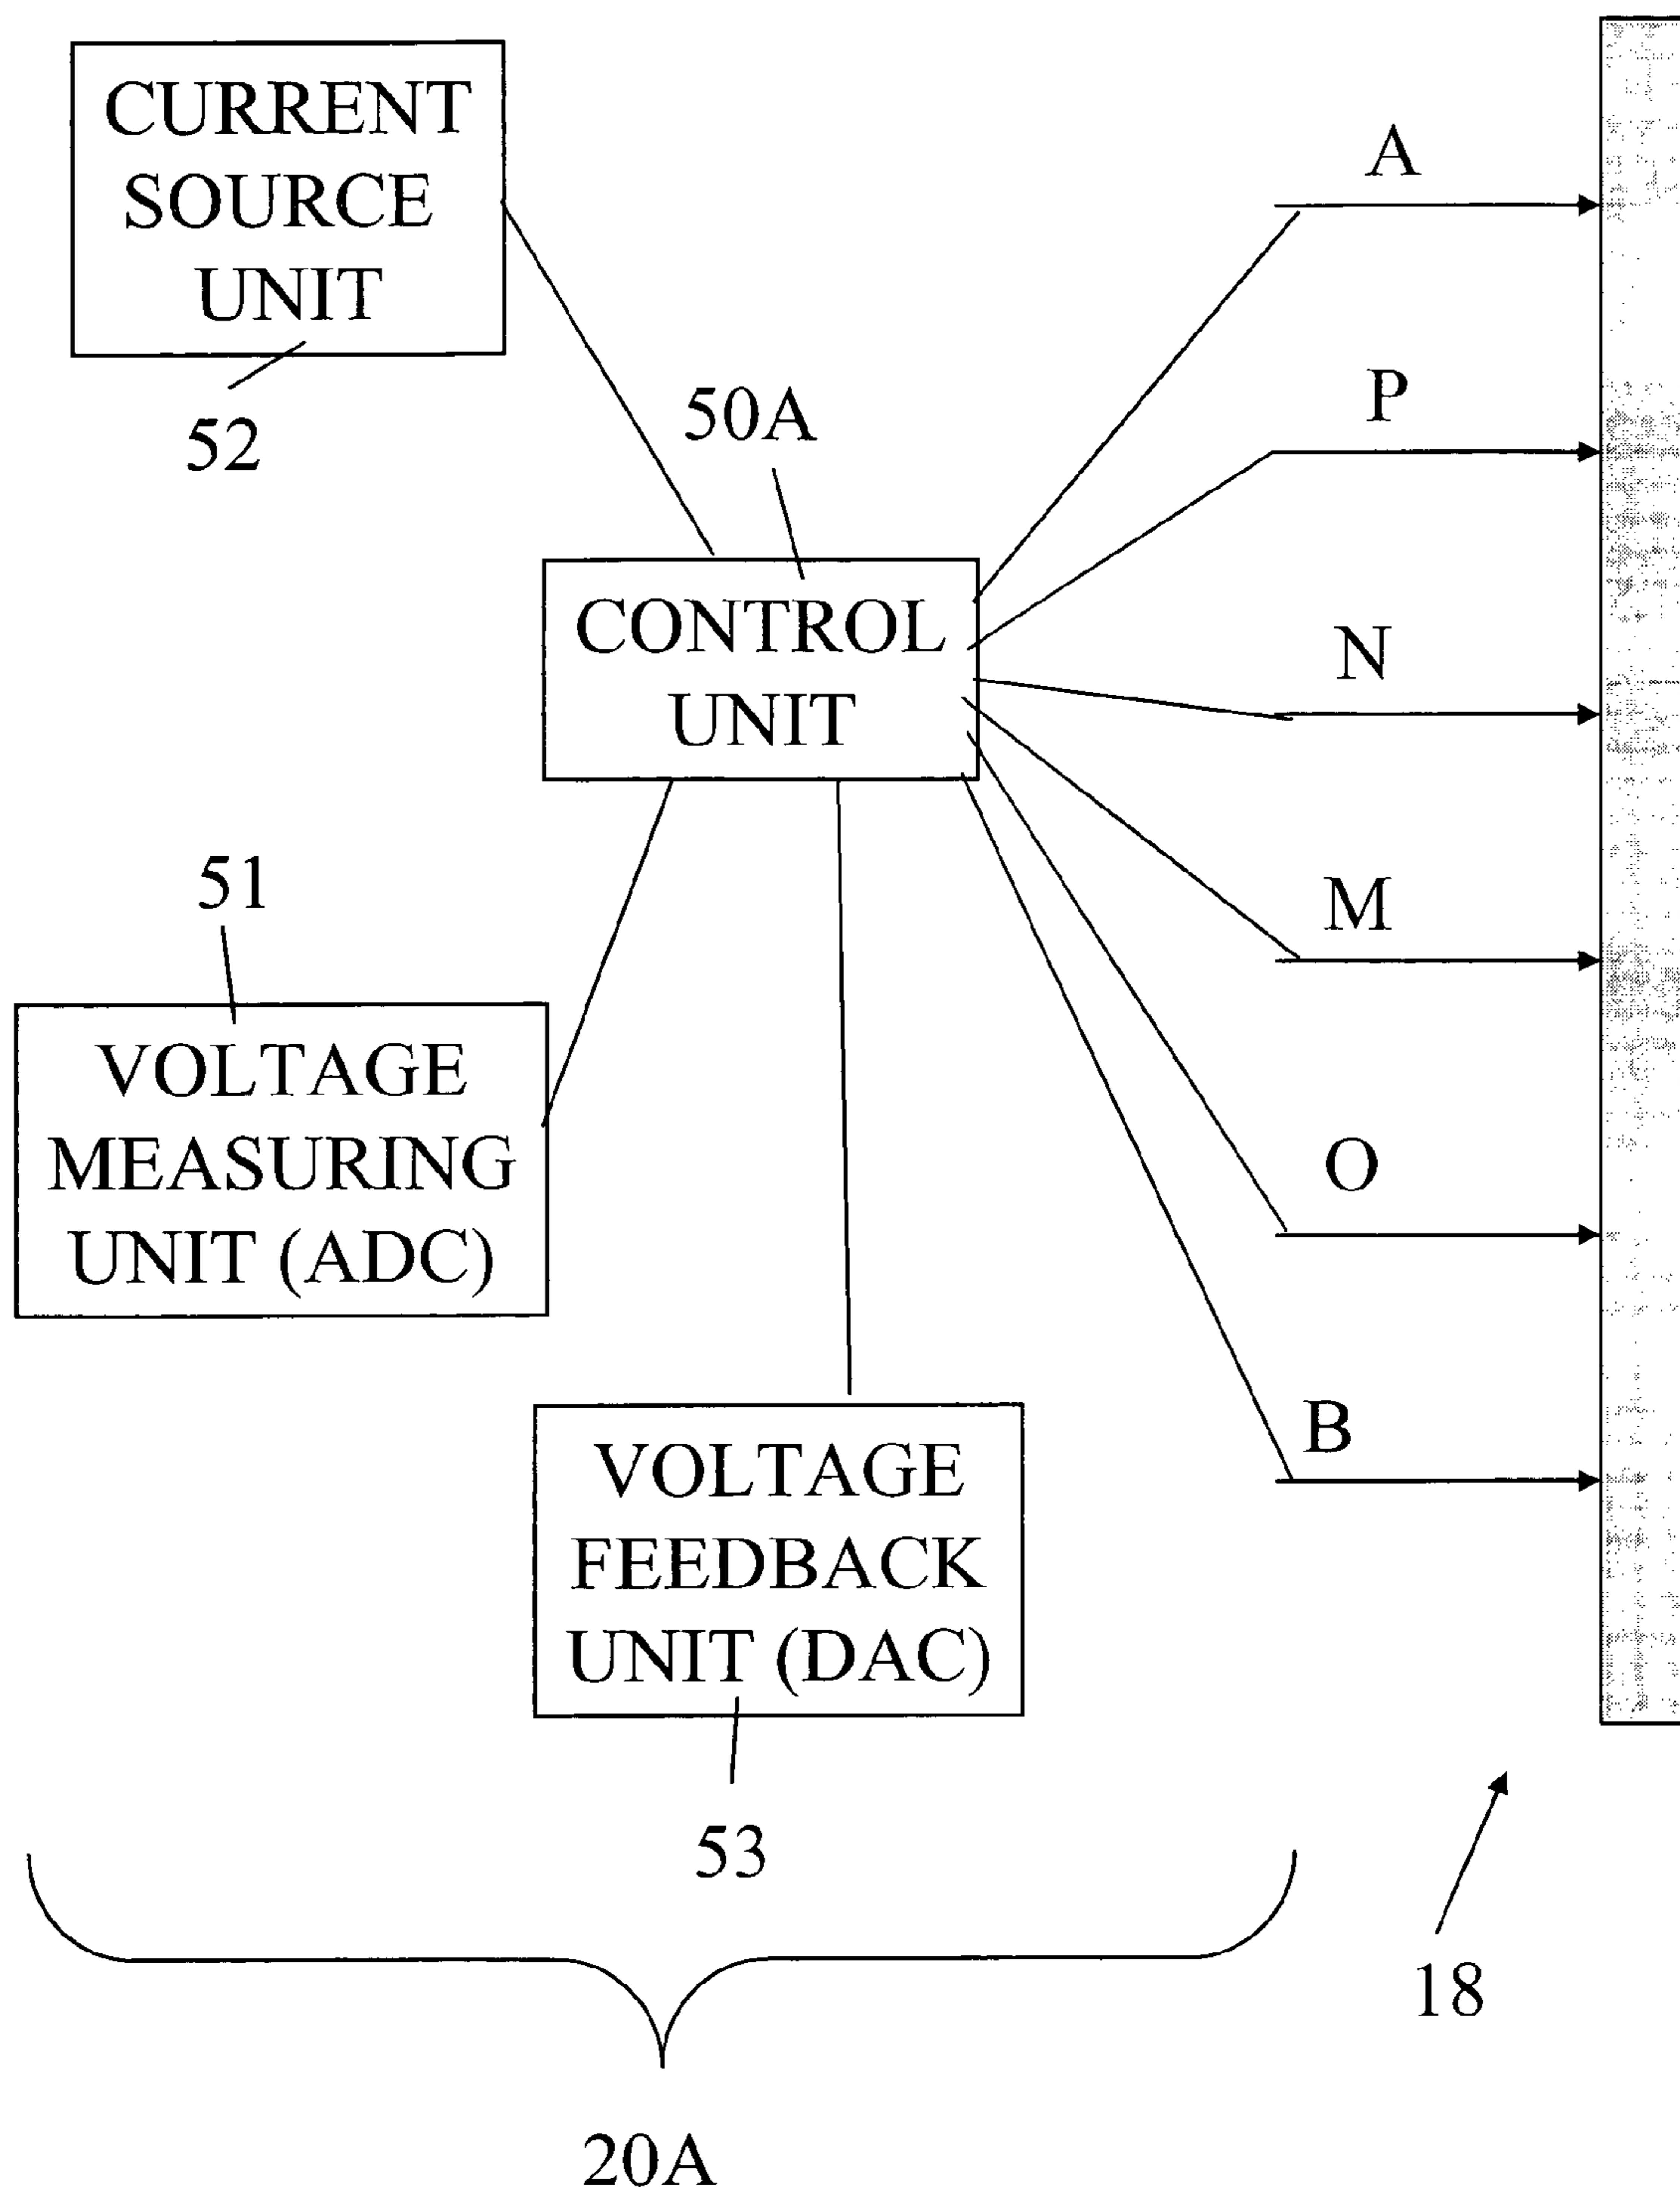 CURRENT
SOURCE
UNIT
52
A
P
50A
CONTROL
UNIT
N
M
51
VOLTAGE
MEASURING
UNIT (ADC)
O
B
VOLTAGE
FEEDBACK
UNIT (DAC)
53
18
20A